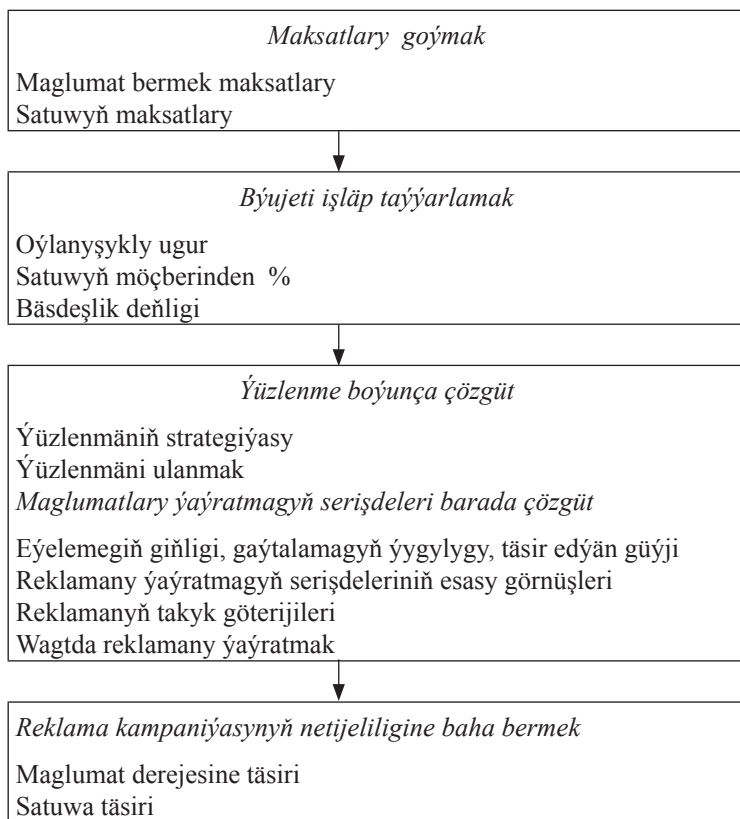 Maksatlary goýmak
Maglumat bermek maksatlary
Satuwyň maksatlary
Býujeti işläp taýýarlamak
Oýlanyşykly ugur
Satuwyň möçberinden %
Bäsdeşlik deňligi
Ýüzlenme boýunça çözgüt
Ýüzlenmäniň strategiýasy
Ýüzlenmäni ulanmak
Maglumatlary ýaýratmagyň serişdeleri barada çözgüt
Eýelemegiň giňligi, gaýtalamagyň ýygylygy, täsir edýän güýji
Reklamany ýaýratmagyň serişdeleriniň esasy görnüşleri
Reklamanyň takyk göterijileri
Wagtda reklamany ýaýratmak
Reklama kampaniýasynyň netijeliligine baha bermek
Maglumat derejesine täsiri
Satuwa täsiri